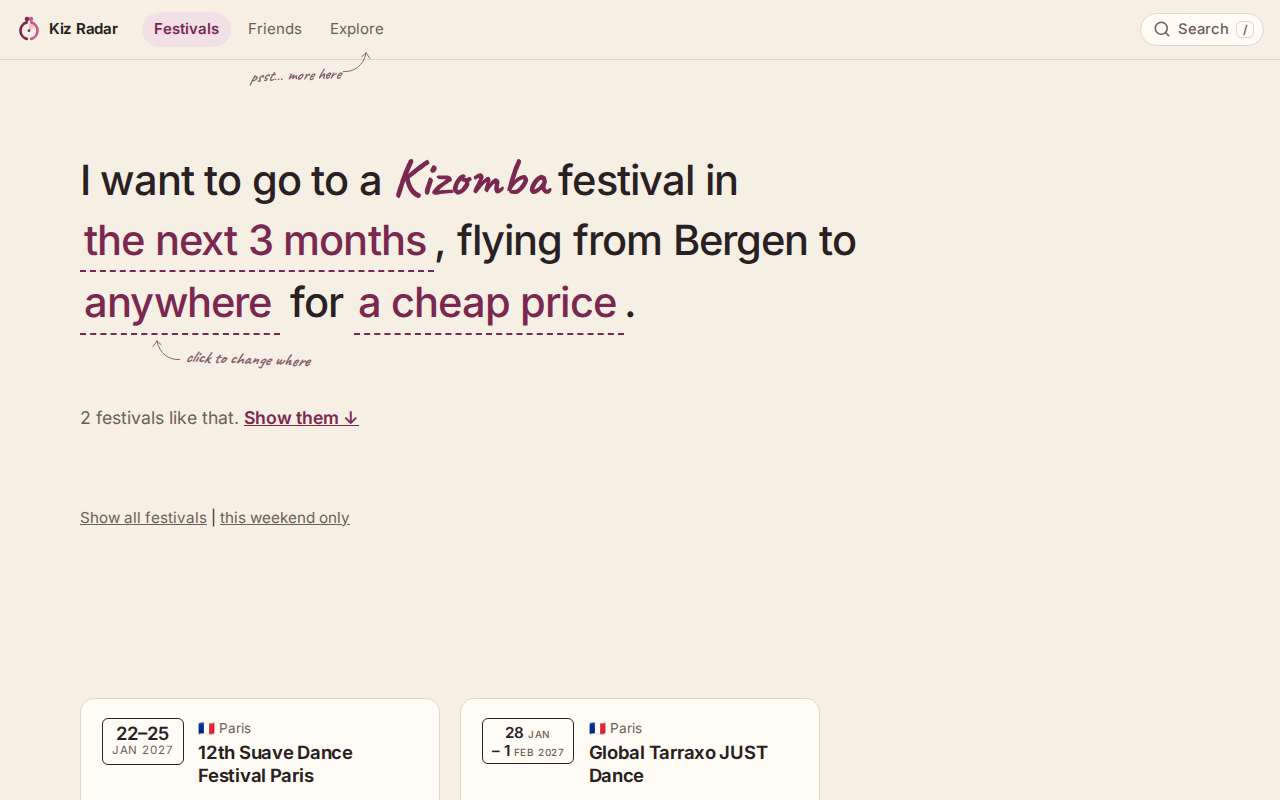 Kiz Radar Festivals Friends Explore Search /
psst... more here
I want to go to a Kizomba festival in
the next 3 months , flying from Bergen to
anywhere for a cheap price .
click to change where
2 festivals like that. Show them ↓
Show all festivals | this weekend only
22–25
JAN 2027
Paris
12th Suave Dance
Festival Paris
28 JAN
– 1 FEB 2027
Paris
Global Tarraxo JUST
Dance